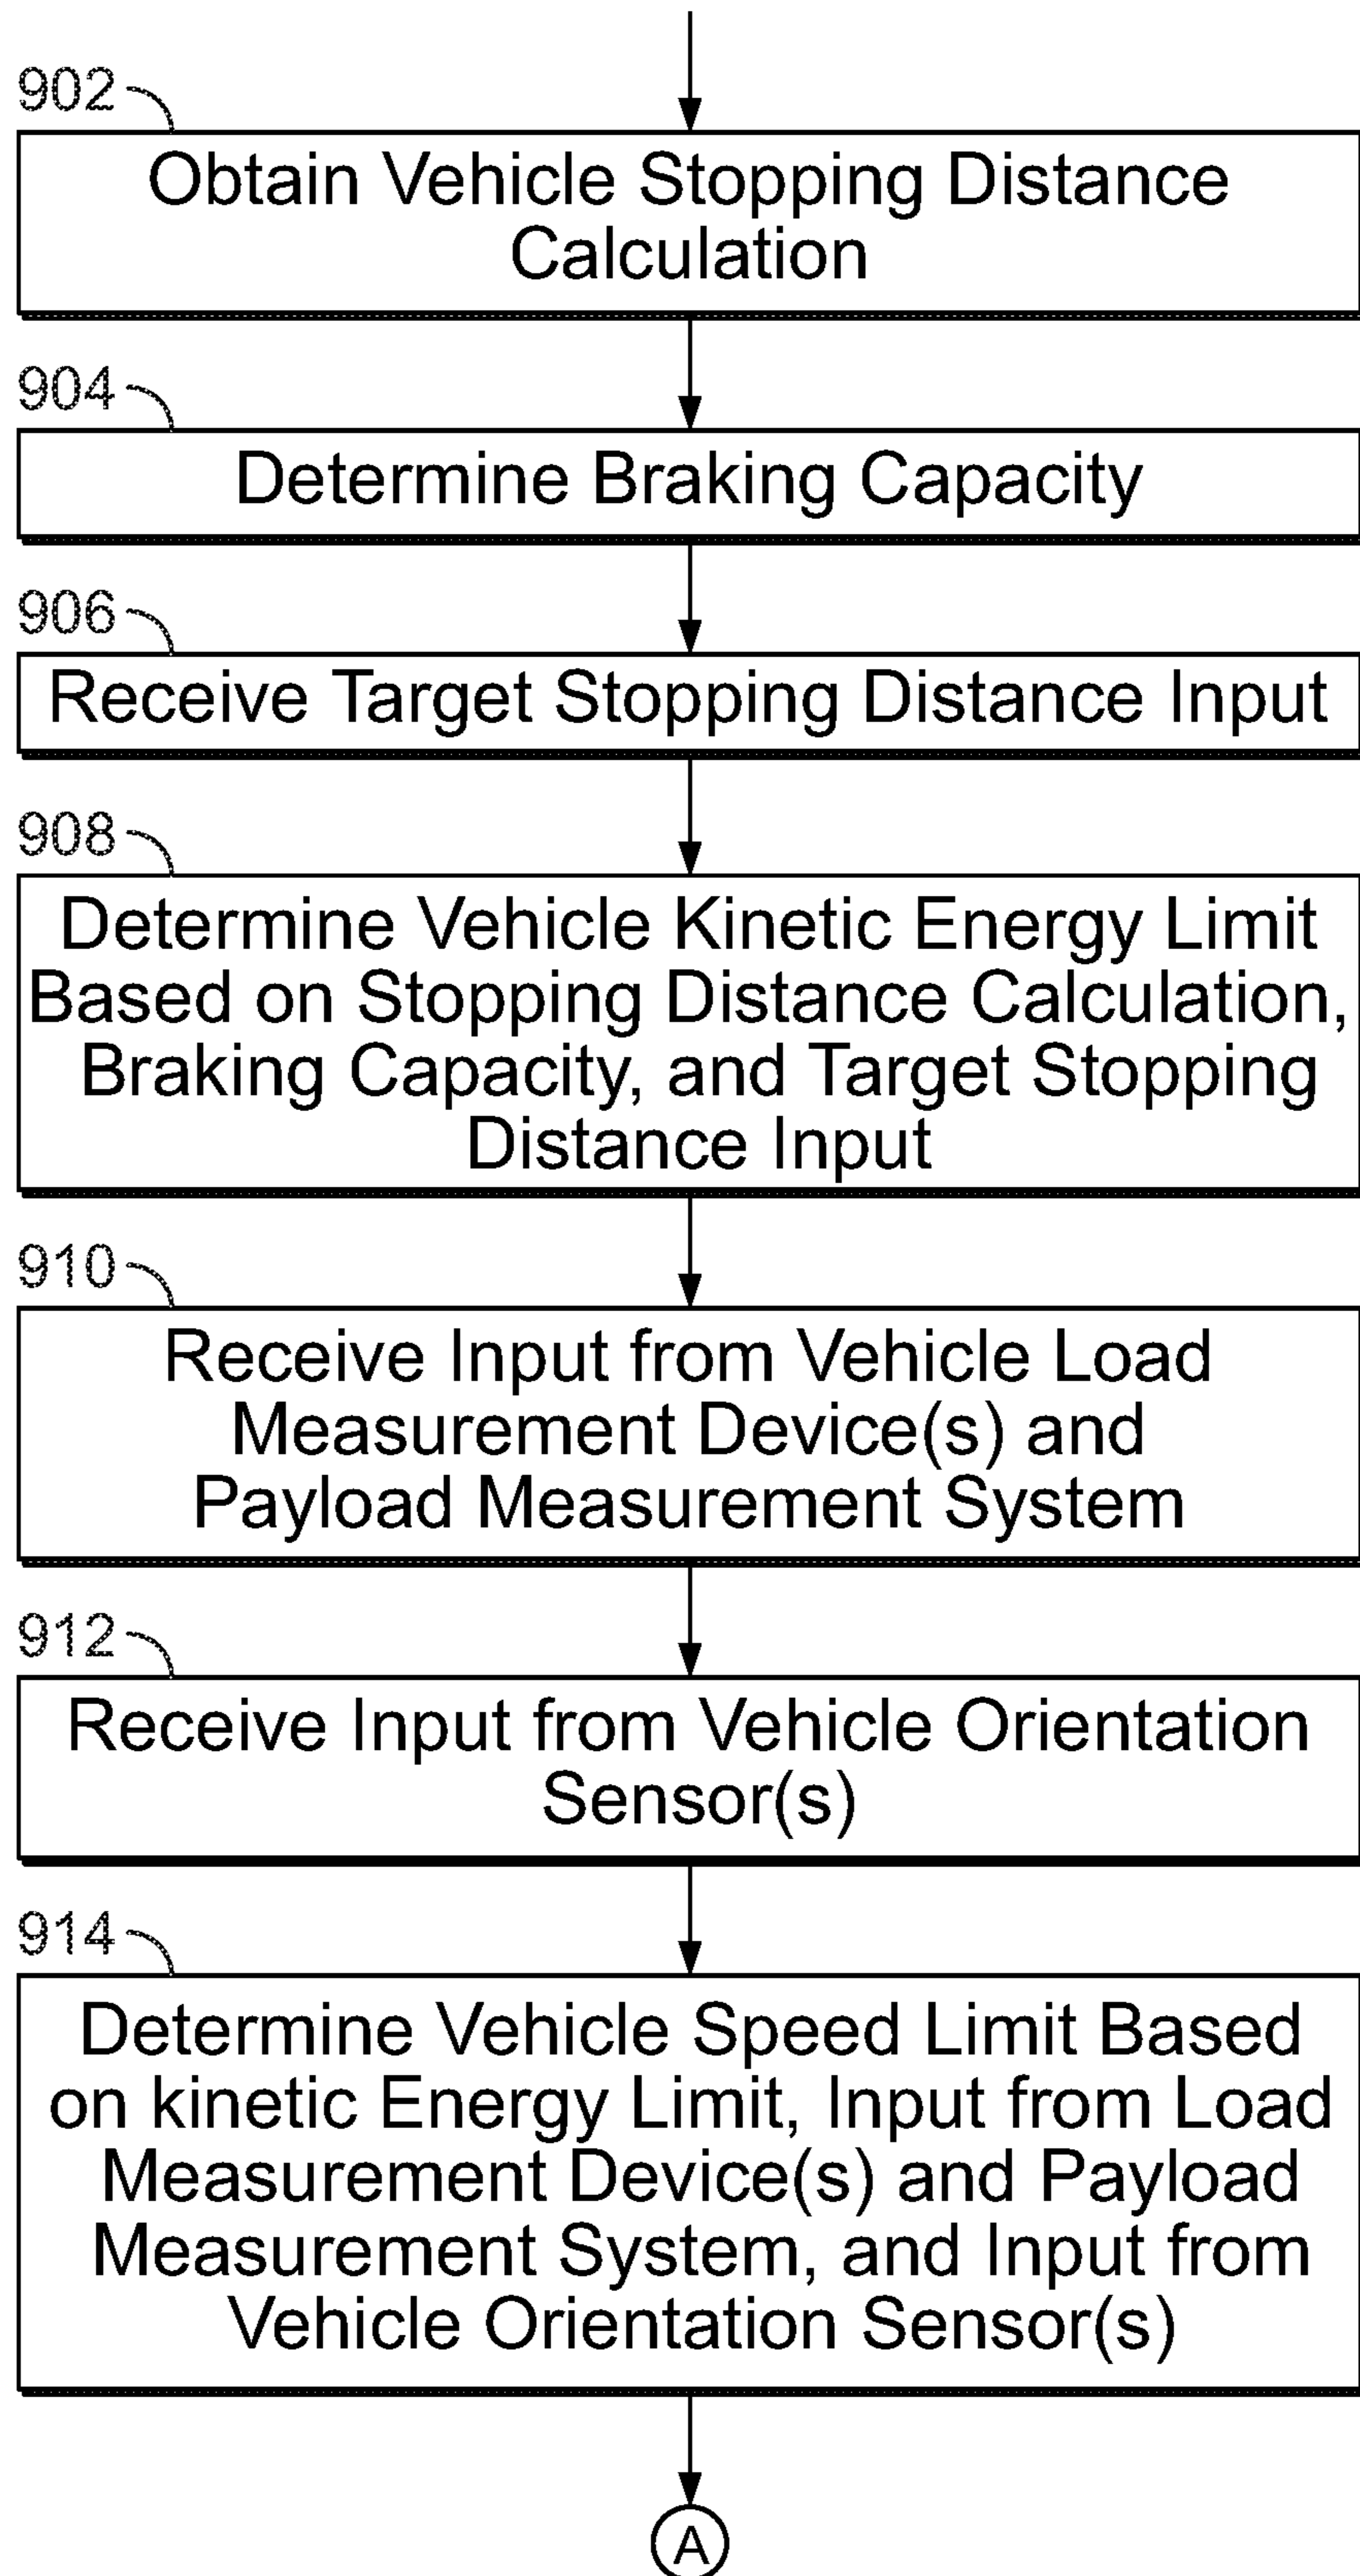 902
Obtain Vehicle Stopping Distance
Calculation
904
Determine Braking Capacity
906
Receive Target Stopping Distance Input
908
Determine Vehicle Kinetic Energy Limit
Based on Stopping Distance Calculation,
Braking Capacity, and Target Stopping
Distance Input
910
Receive Input from Vehicle Load
Measurement Device(s) and
Payload Measurement System
912
Receive Input from Vehicle Orientation
Sensor(s)
914
Determine Vehicle Speed Limit Based
on kinetic Energy Limit, Input from Load
Measurement Device(s) and Payload
Measurement System, and Input from
Vehicle Orientation Sensor(s)
A